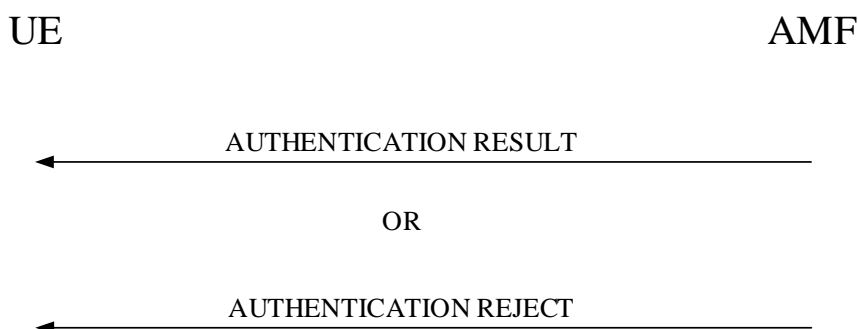 UE AMF
AUTHENTICATION RESULT
OR
AUTHENTICATION REJECT